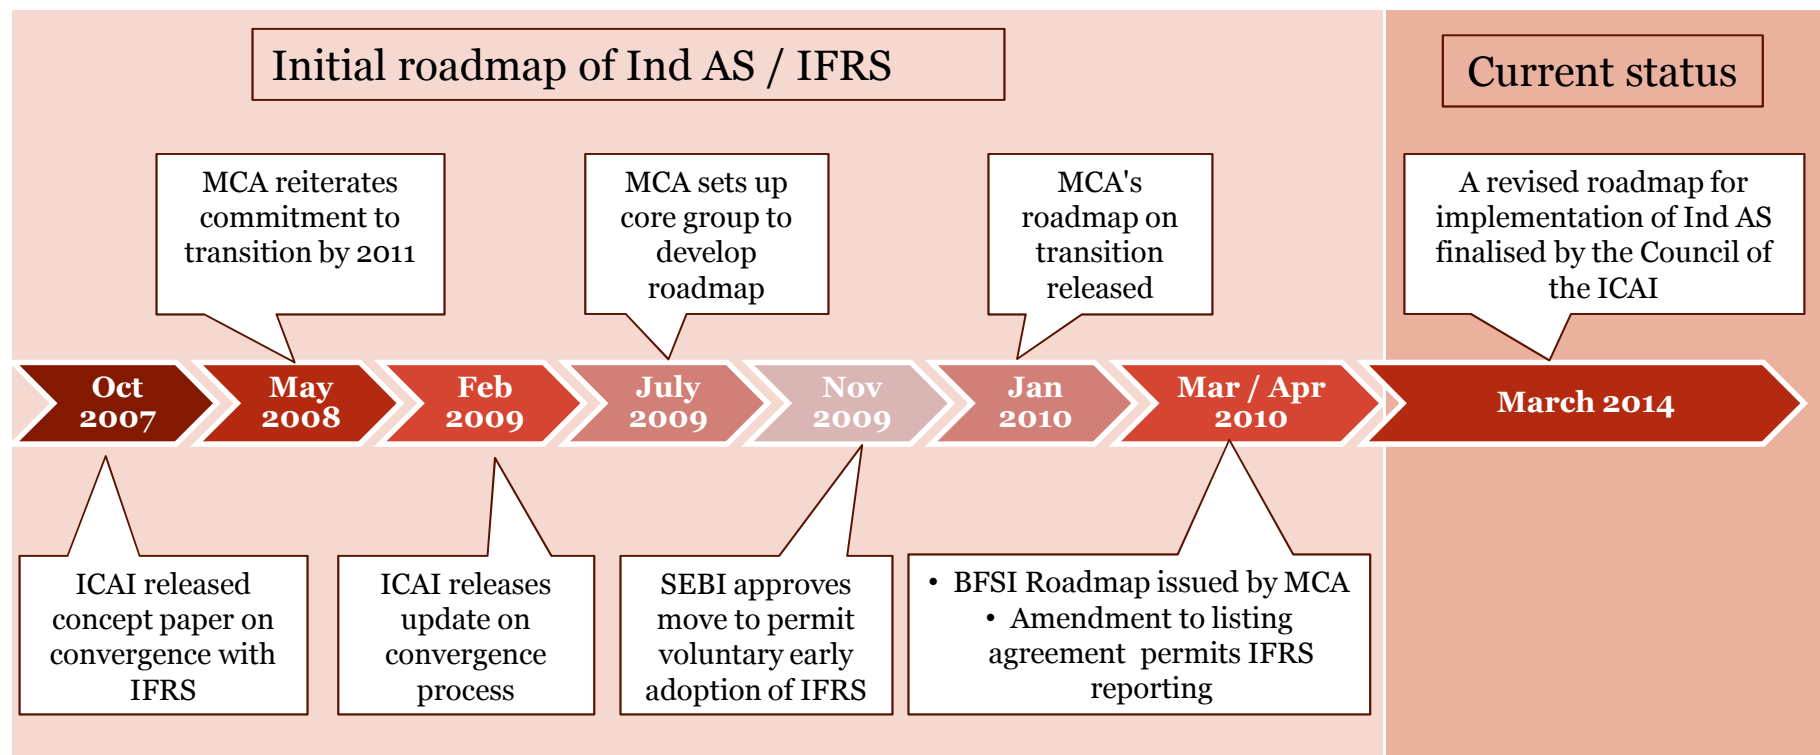 Initial roadmap of Ind AS / IFRS
Current status
MCA reiterates
commitment to
transition by 2011
MCA sets up
core group to
develop
roadmap
MCA's
roadmap on
transition
released
A revised roadmap for
implementation of Ind AS
finalised by the Council of
the ICAI
Oct
2007
May
2008
Feb
2009
July
2009
Nov
2009
Jan
2010
Mar / Apr
2010
March 2014
ICAI released
concept paper on
convergence with
IFRS
ICAI releases
update on
convergence
process
SEBI approves
move to permit
voluntary early
adoption of IFRS
• BFSI Roadmap issued by MCA
• Amendment to listing
agreement permits IFRS
reporting